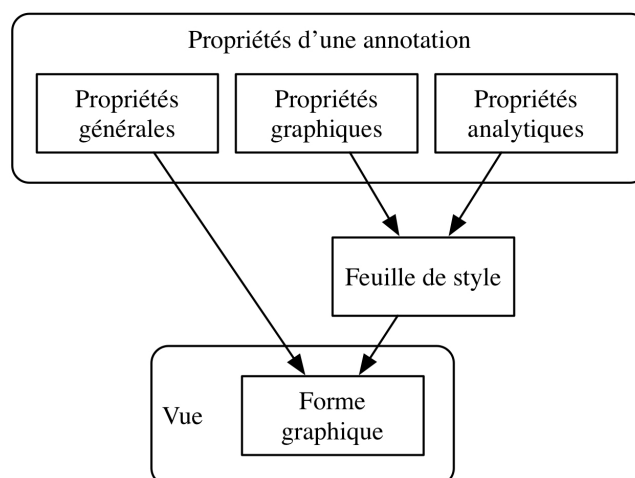 Propriétés d’une annotation
Propriétés
générales
Propriétés
graphiques
Propriétés
analytiques
Feuille de style
Vue
Forme
graphique